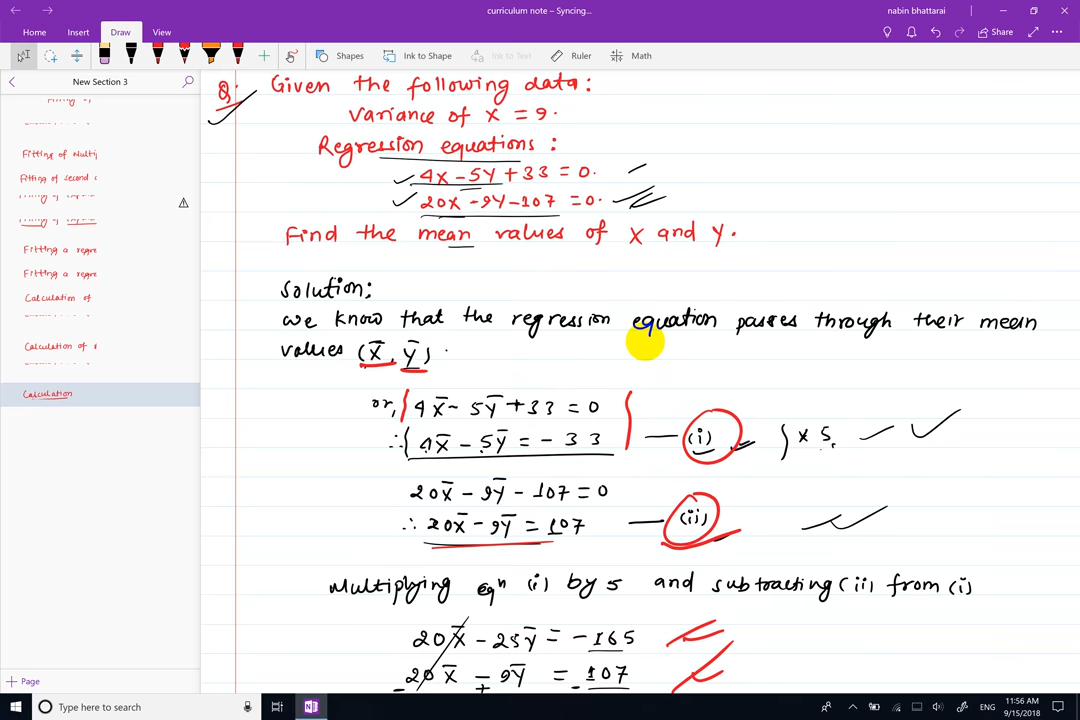 curriculum note – Syncing...
nabin bhattarai
Home Insert Draw View
Share
Shapes Ink to Shape Ink to Text Ruler Math
New Section 3
Fitting of Multip
Fitting of second
Fitting a regre
Fitting a regre
Calculation of
Calculation of
Calculation
Page
Q. Given the following data:
Variance of X = 9.
Regression equations :
4X – 5Y + 33 = 0.
20X – 9Y – 107 = 0.
Find the mean values of X and Y.
Solution:
We know that the regression equation passes through their mean
values (X̄, Ȳ).
or, 4X̄ – 5Ȳ + 33 = 0
∴ 4X̄ – 5Ȳ = – 33 — (i) } × 5
20X̄ – 9Ȳ – 107 = 0
∴ 20X̄ – 9Ȳ = 107 — (ii)
Multiplying eqn (i) by 5 and subtracting (ii) from (i)
20X̄ – 25Ȳ = – 165
20X̄ – 9Ȳ = 107
– + –
Type here to search
ENG
11:56 AM
9/15/2018